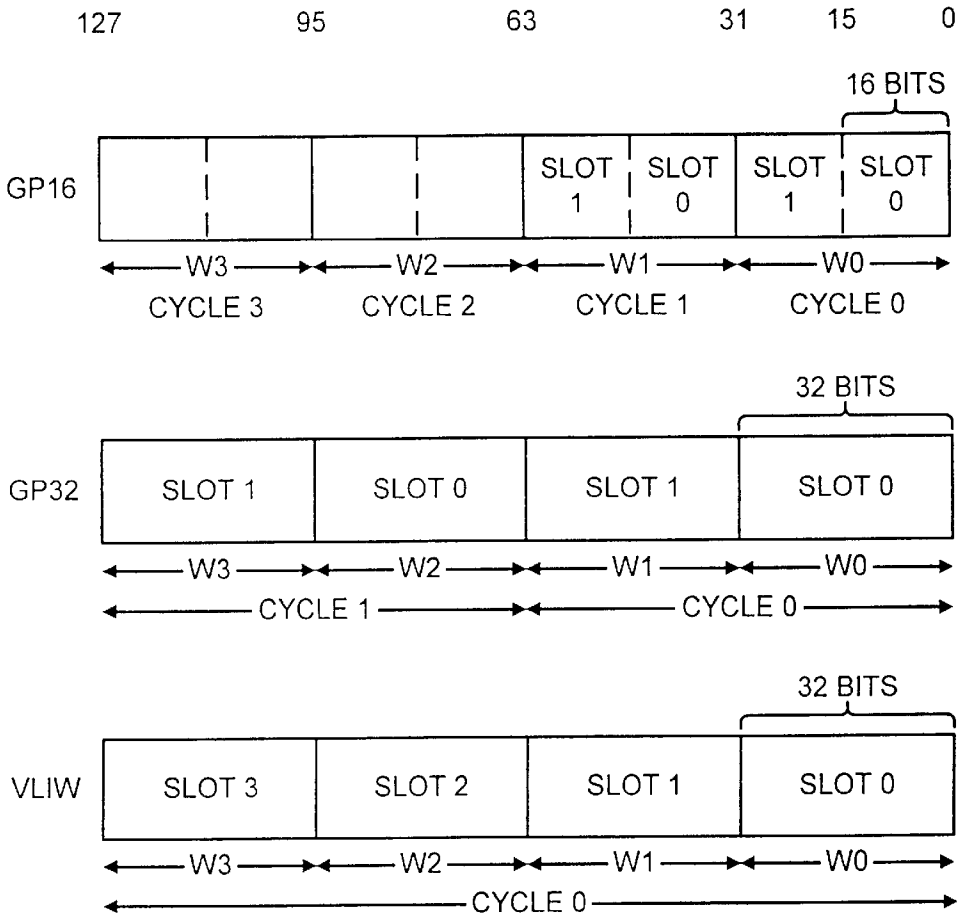 127 95 63 31 15 0
16 BITS
GP16 SLOT 1 SLOT 0 SLOT 1 SLOT 0
W3 W2 W1 W0
CYCLE 3 CYCLE 2 CYCLE 1 CYCLE 0
32 BITS
GP32 SLOT 1 SLOT 0 SLOT 1 SLOT 0
W3 W2 W1 W0
CYCLE 1 CYCLE 0
32 BITS
VLIW SLOT 3 SLOT 2 SLOT 1 SLOT 0
W3 W2 W1 W0
CYCLE 0